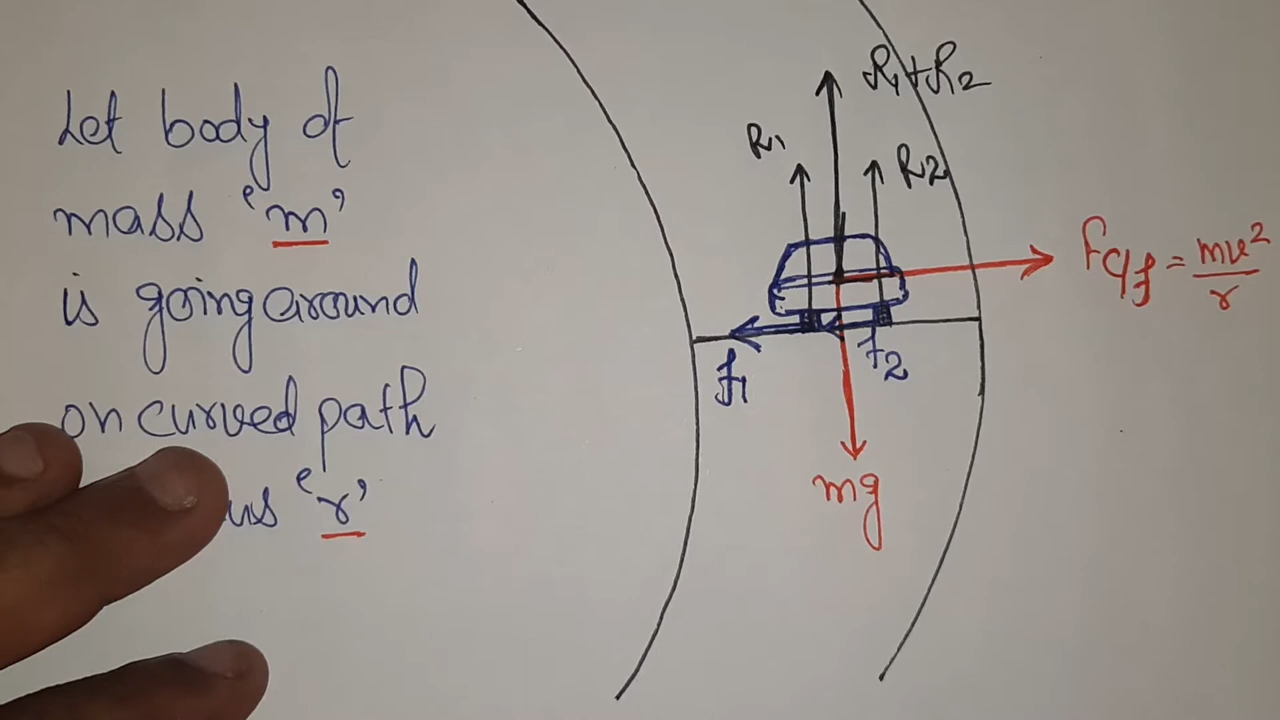 Let body of
mass 'm'
is going around
on curved path
'r'
R1+R2
R1
R2
Fcf = mv²/r
f1
f2
mg